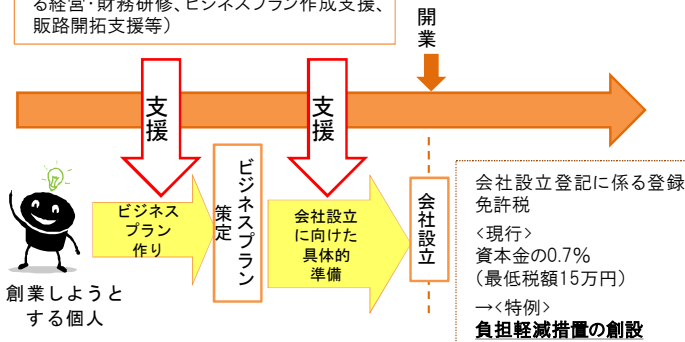 る経営・財務研修、ビジネスプラン作成支援、
販路開拓支援等）
開業
支援
支援
ビジネス
プラン
作り
ビジネスプラン
策定
会社設立
に向けた
具体的
準備
会社設立
創業しようと
する個人
会社設立登記に係る登録
免許税
<現行>
資本金の0.7％
（最低税額15万円）
→<特例>
負担軽減措置の創設